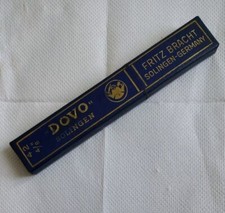 DOVO-
SOLINGEN
FRITZ BRACHT
SOLINGEN-GERMANY